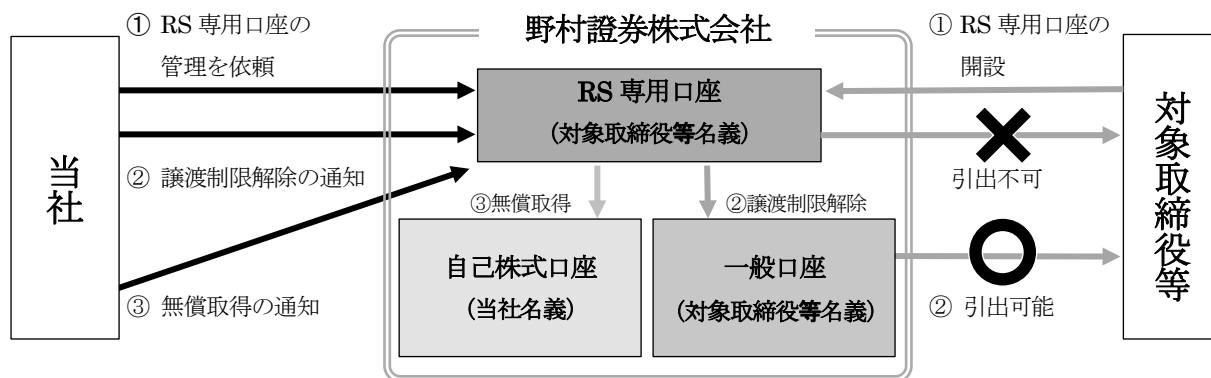 ① RS 専用口座の
管理を依頼
野村證券株式会社
① RS 専用口座の
開設
当社
RS 専用口座
(対象取締役等名義)
対象取締役等
② 譲渡制限解除の通知
引出不可
③無償取得
②譲渡制限解除
自己株式口座
(当社名義)
一般口座
(対象取締役等名義)
③ 無償取得の通知
② 引出可能